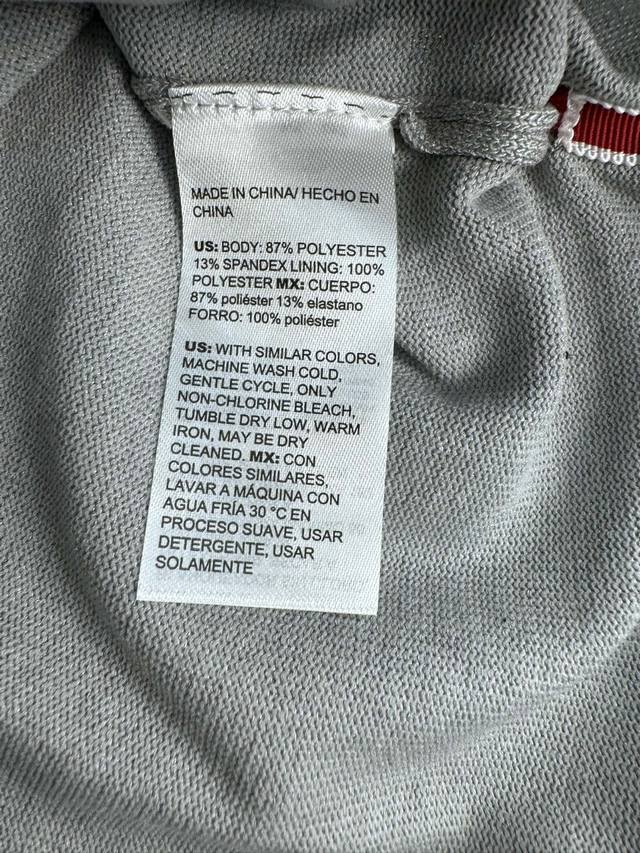 MADE IN CHINA/ HECHO EN
CHINA
US: BODY: 87% POLYESTER
13% SPANDEX LINING: 100%
POLYESTER MX: CUERPO:
87% poliéster 13% elastano
FORRO: 100% poliéster
US: WITH SIMILAR COLORS,
MACHINE WASH COLD,
GENTLE CYCLE, ONLY
NON-CHLORINE BLEACH,
TUMBLE DRY LOW, WARM
IRON, MAY BE DRY
CLEANED. MX: CON
COLORES SIMILARES,
LAVAR A MÁQUINA CON
AGUA FRÍA 30 °C EN
PROCESO SUAVE, USAR
DETERGENTE, USAR
SOLAMENTE